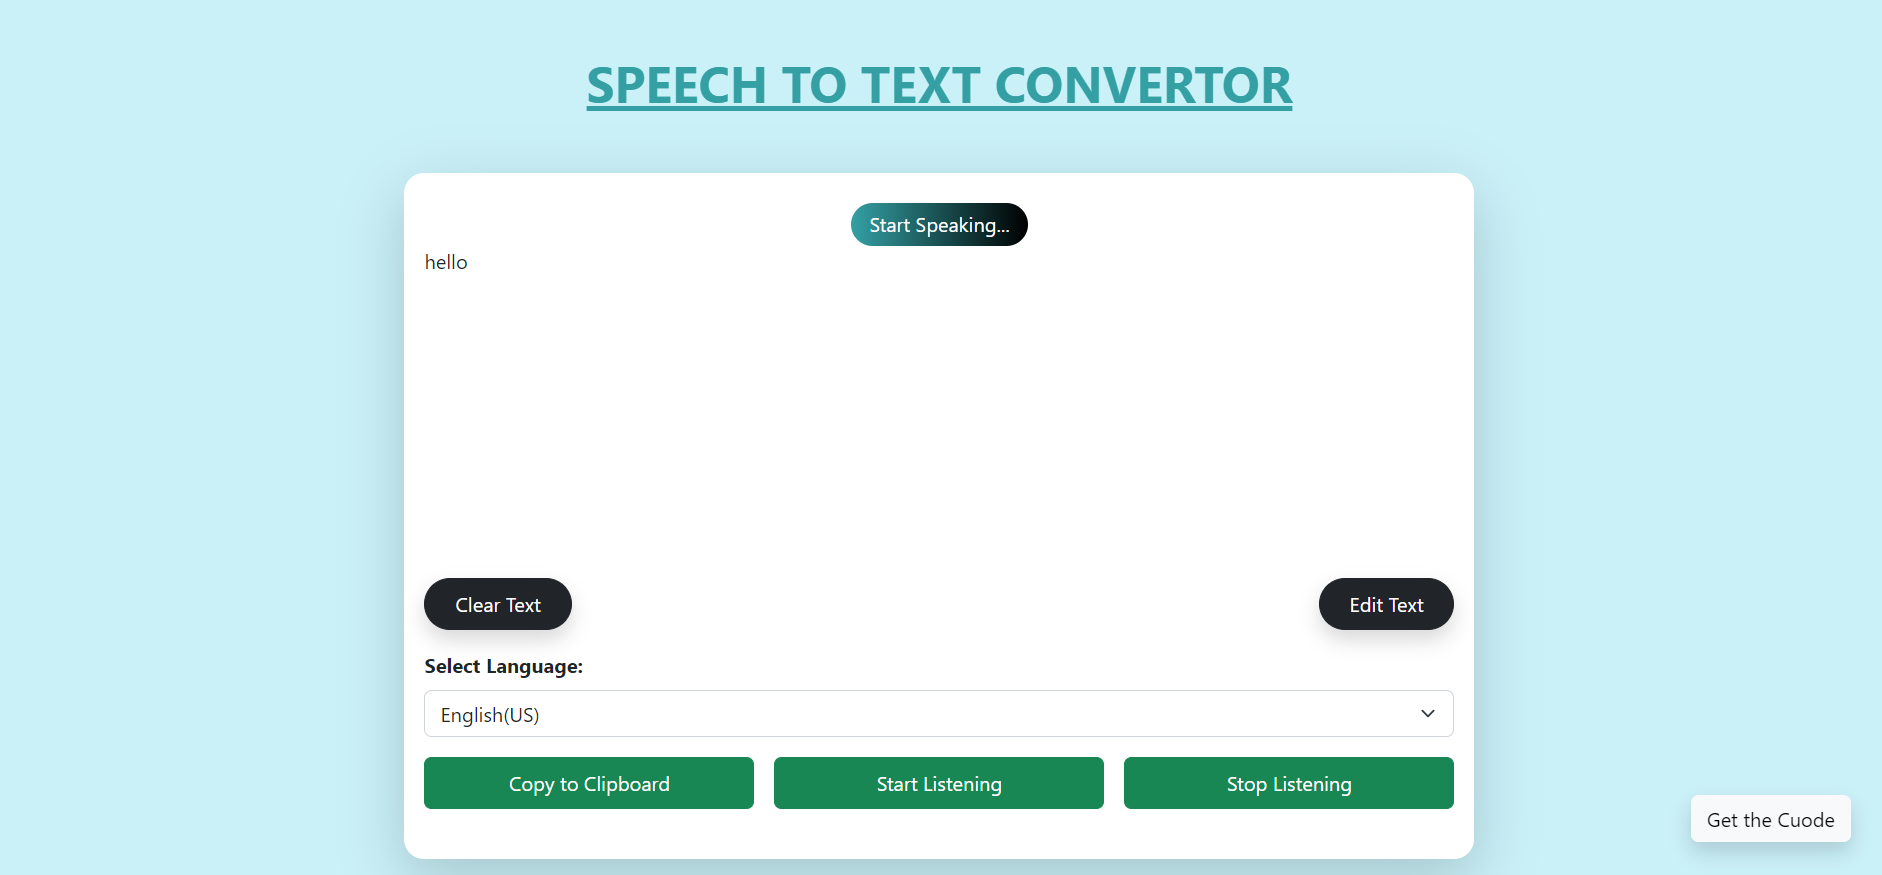 SPEECH TO TEXT CONVERTOR
Start Speaking...
hello
Clear Text
Edit Text
Select Language:
English(US)
Copy to Clipboard
Start Listening
Stop Listening
Get the Cuode